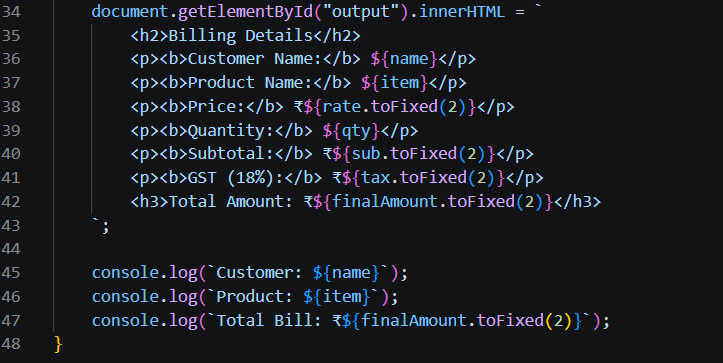 34 document.getElementById("output").innerHTML = `
35 <h2>Billing Details</h2>
36 <p><b>Customer Name:</b> ${name}</p>
37 <p><b>Product Name:</b> ${item}</p>
38 <p><b>Price:</b> ₹${rate.toFixed(2)}</p>
39 <p><b>Quantity:</b> ${qty}</p>
40 <p><b>Subtotal:</b> ₹${sub.toFixed(2)}</p>
41 <p><b>GST (18%):</b> ₹${tax.toFixed(2)}</p>
42 <h3>Total Amount: ₹${finalAmount.toFixed(2)}</h3>
43 `;
44
45 console.log(`Customer: ${name}`);
46 console.log(`Product: ${item}`);
47 console.log(`Total Bill: ₹${finalAmount.toFixed(2)}`);
48 }